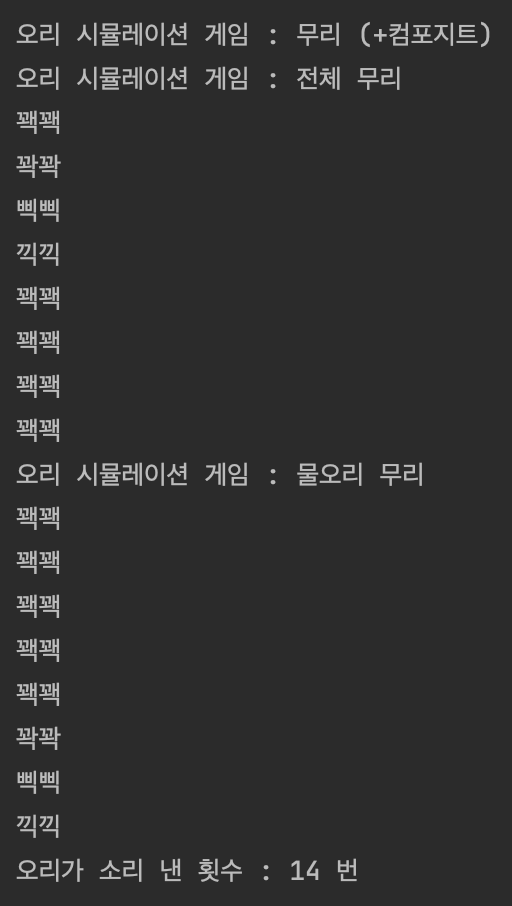 오리 시뮬레이션 게임 : 무리 (+컴포지트)
오리 시뮬레이션 게임 : 전체 무리
꽥꽥
꽉꽉
삑삑
끽끽
꽥꽥
꽥꽥
꽥꽥
꽥꽥
오리 시뮬레이션 게임 : 물오리 무리
꽥꽥
꽥꽥
꽥꽥
꽥꽥
꽥꽥
꽉꽉
삑삑
끽끽
오리가 소리 낸 횟수 : 14 번